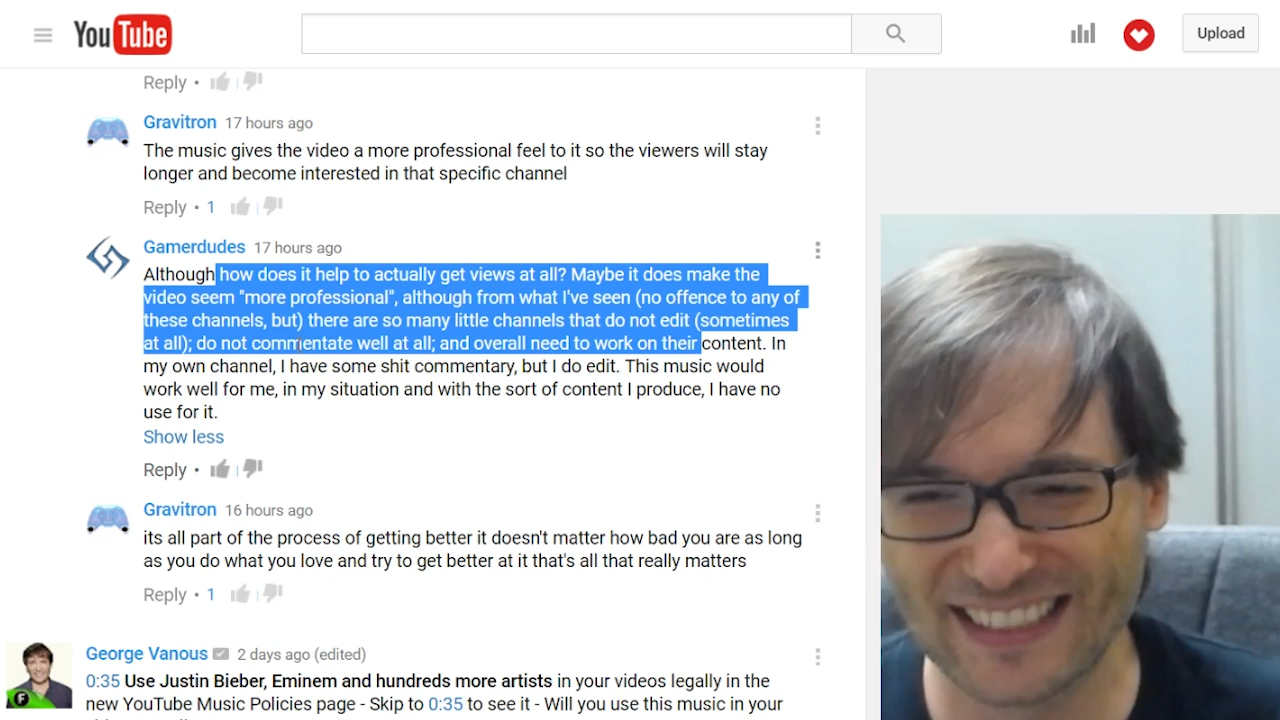 YouTube
Upload
Reply •
Gravitron 17 hours ago
The music gives the video a more professional feel to it so the viewers will stay
longer and become interested in that specific channel
Reply • 1
Gamerdudes 17 hours ago
Although how does it help to actually get views at all? Maybe it does make the
video seem "more professional", although from what I've seen (no offence to any of
these channels, but) there are so many little channels that do not edit (sometimes
at all); do not commentate well at all; and overall need to work on their content. In
my own channel, I have some shit commentary, but I do edit. This music would
work well for me, in my situation and with the sort of content I produce, I have no
use for it.
Show less
Reply •
Gravitron 16 hours ago
its all part of the process of getting better it doesn't matter how bad you are as long
as you do what you love and try to get better at it that's all that really matters
Reply • 1
George Vanous 2 days ago (edited)
0:35 Use Justin Bieber, Eminem and hundreds more artists in your videos legally in the
new YouTube Music Policies page - Skip to 0:35 to see it - Will you use this music in your